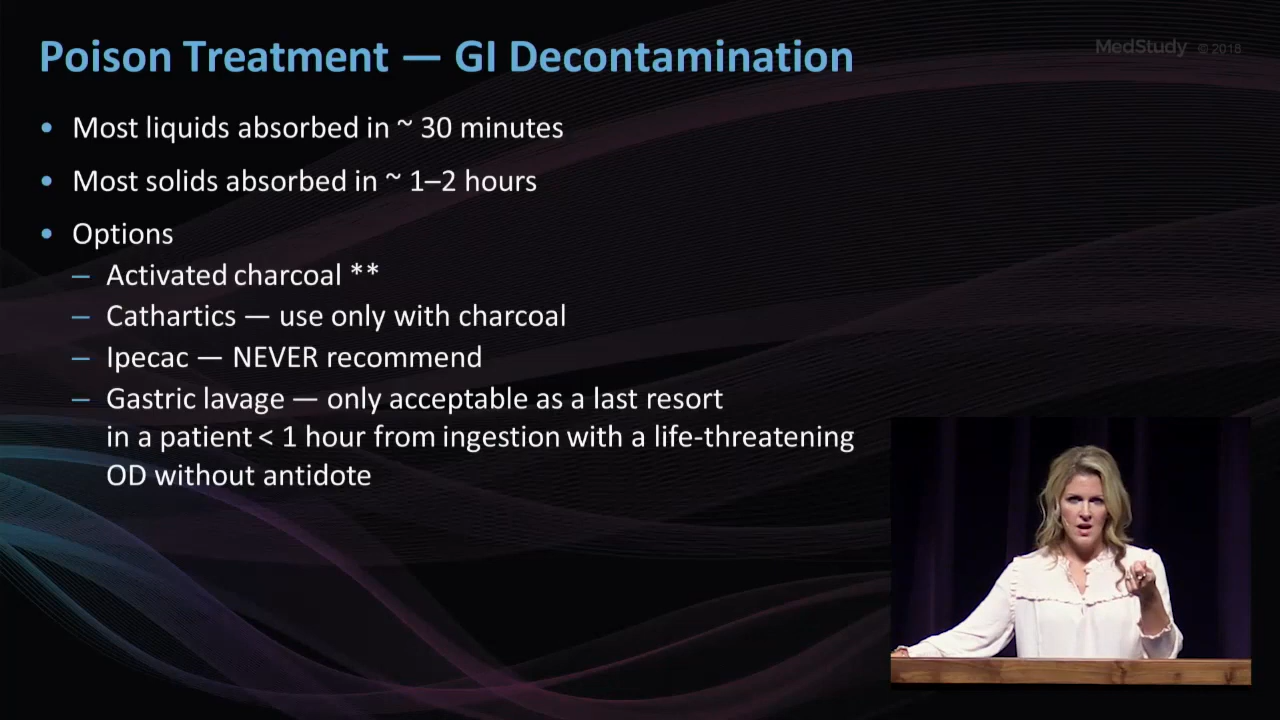 Poison Treatment — GI Decontamination
MedStudy © 2018
• Most liquids absorbed in ~ 30 minutes
• Most solids absorbed in ~ 1–2 hours
• Options
– Activated charcoal **
– Cathartics — use only with charcoal
– Ipecac — NEVER recommend
– Gastric lavage — only acceptable as a last resort
in a patient < 1 hour from ingestion with a life-threatening
OD without antidote